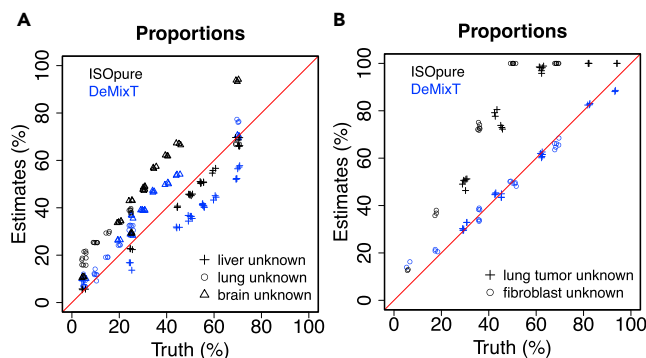 A
Proportions
ISOpure
DeMixT
Estimates (%)
0 20 40 60 80 100
+ liver unknown
○ lung unknown
△ brain unknown
0 20 40 60 80 100
Truth (%)
B
Proportions
ISOpure
DeMixT
Estimates (%)
0 20 40 60 80 100
+ lung tumor unknown
○ fibroblast unknown
0 20 40 60 80 100
Truth (%)